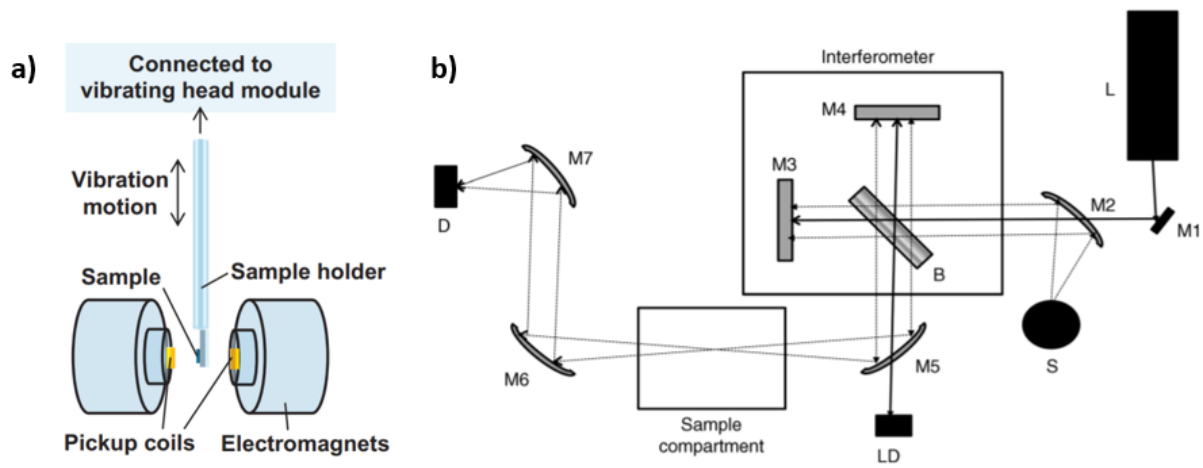 a)
Connected to
vibrating head module
Vibration
motion
Sample
Sample holder
Pickup coils
Electromagnets
b)
Interferometer
L
M4
M7
M3
M2
M1
D
B
S
M6
M5
Sample
compartment
LD